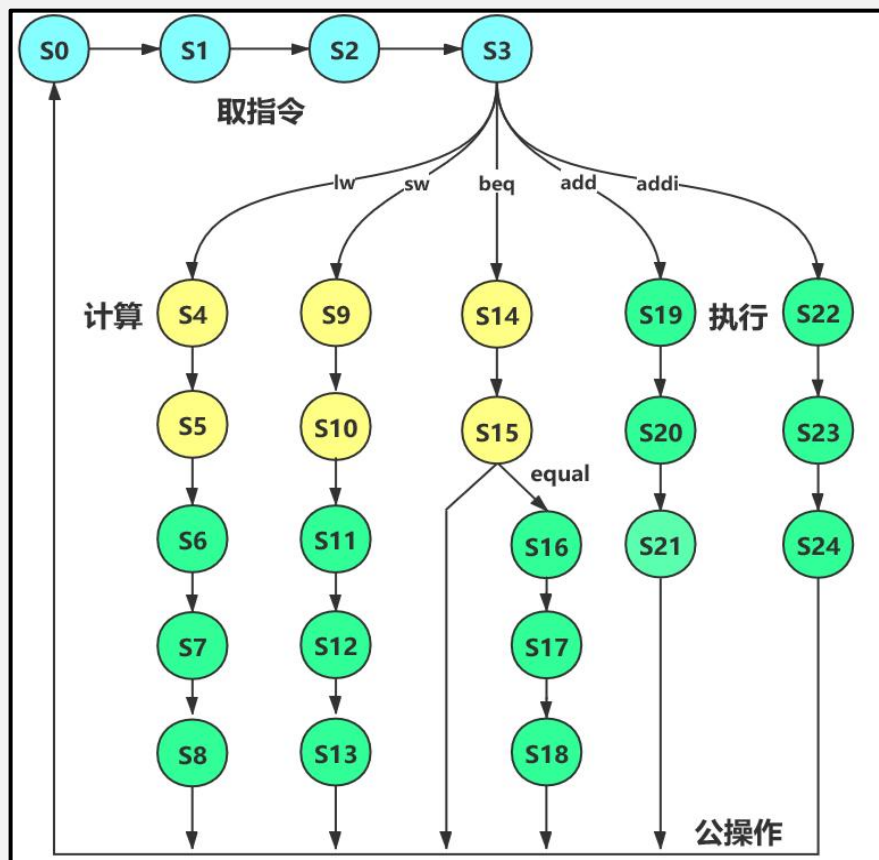 S0
S1
S2
S3
取指令
lw
sw
beq
add
addi
计算
S4
S9
S14
S19
执行
S22
S5
S10
S15
S20
S23
equal
S6
S11
S16
S21
S24
S7
S12
S17
S8
S13
S18
公操作